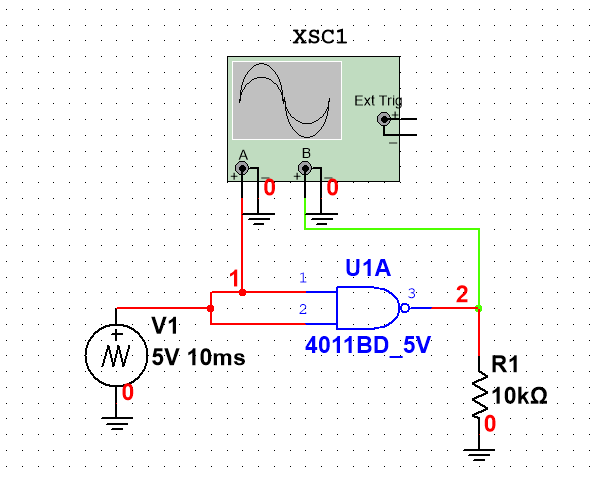 XSC1
Ext Trig
+
−
A
B
+ −
+ −
0
0
1
1
2
U1A
3
2
4011BD_5V
V1
+
5V 10ms
0
R1
10kΩ
0